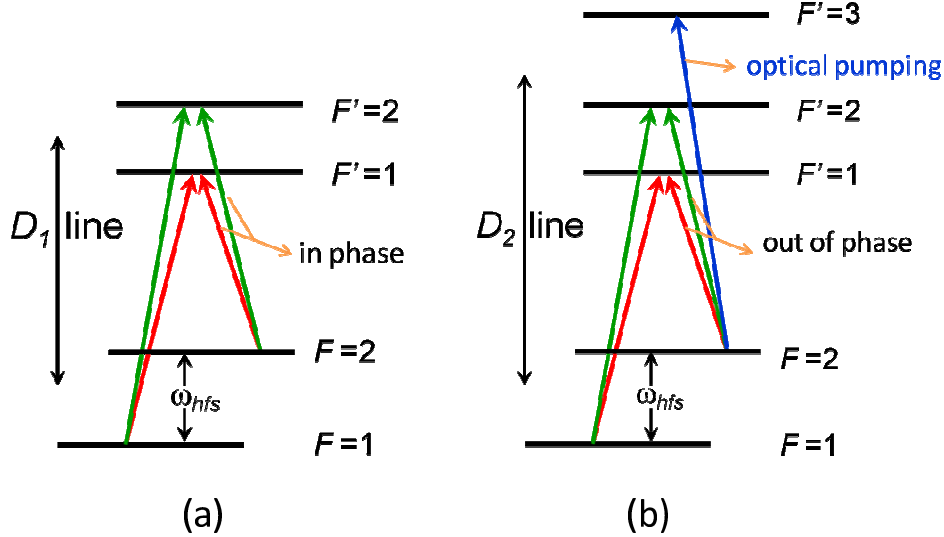 F'=2
F'=1
D₁ line
in phase
F=2
ωhfs
F=1
(a)
F'=3
optical pumping
F'=2
F'=1
D₂ line
out of phase
F=2
ωhfs
F=1
(b)